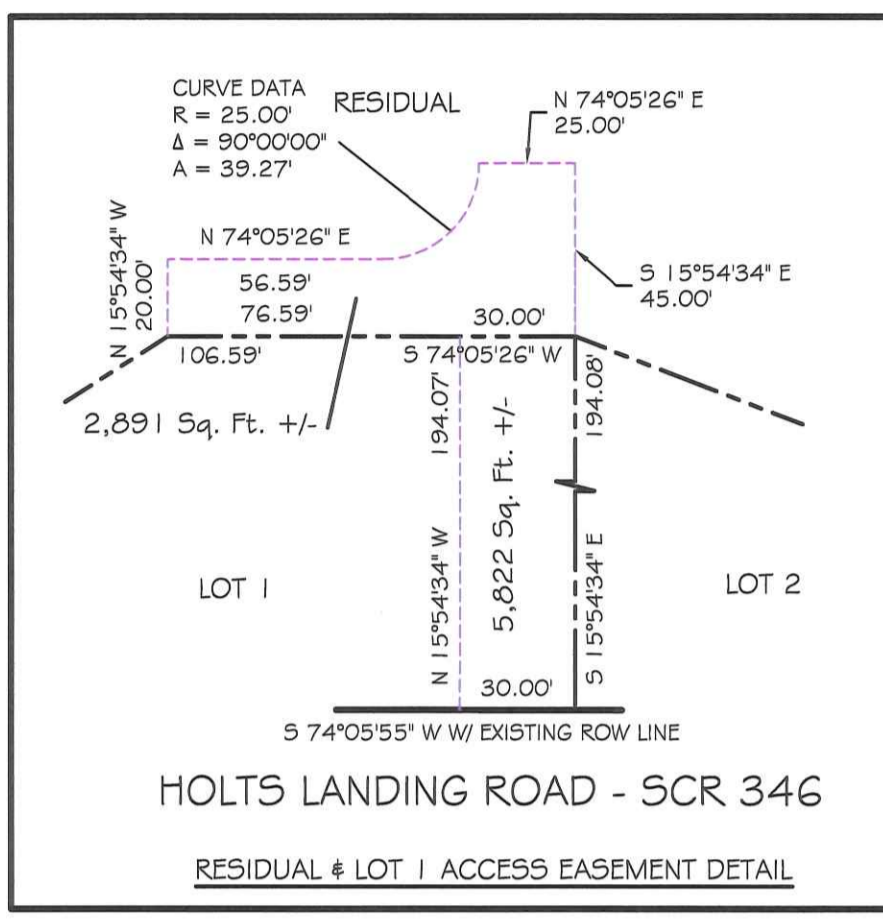 CURVE DATA
R = 25.00'
Δ = 90°00'00"
A = 39.27'
RESIDUAL
N 74°05'26" E
25.00'
N 15°54'34" W
20.00'
N 74°05'26" E
56.59'
76.59'
S 15°54'34" E
45.00'
30.00'
106.59'
S 74°05'26" W
2,891 Sq. Ft. +/-
194.07'
N 15°54'34" W
5,822 Sq. Ft. +/-
194.08'
S 15°54'34" E
LOT 1
LOT 2
30.00'
S 74°05'55" W W/ EXISTING ROW LINE
HOLTS LANDING ROAD - SCR 346
RESIDUAL & LOT 1 ACCESS EASEMENT DETAIL